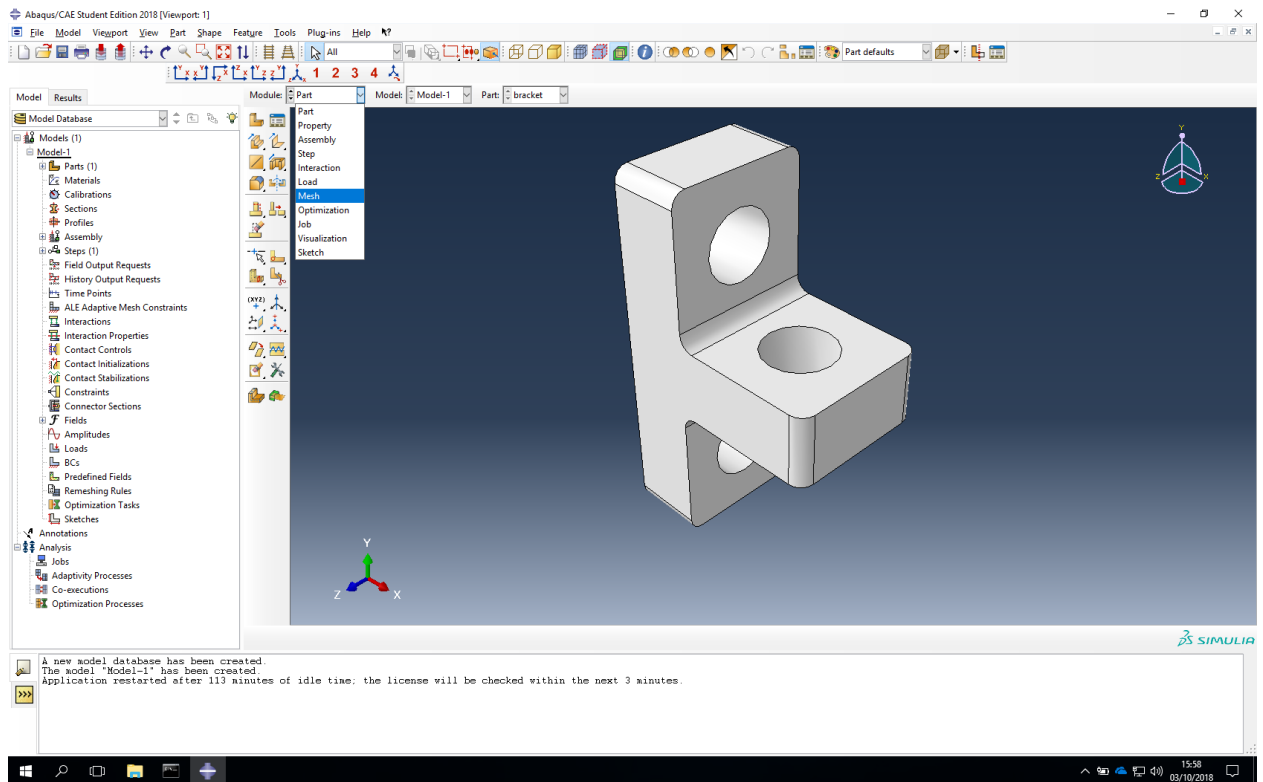 Abaqus/CAE Student Edition 2018 [Viewport: 1]
File Model Viewport View Part Shape Feature Tools Plug-ins Help
All Part defaults
1 2 3 4
Model Results Module: Part Model: Model-1 Part: bracket
Model Database
Models (1)
Model-1
Parts (1)
Materials
Calibrations
Sections
Profiles
Assembly
Steps (1)
Field Output Requests
History Output Requests
Time Points
ALE Adaptive Mesh Constraints
Interactions
Interaction Properties
Contact Controls
Contact Initializations
Contact Stabilizations
Constraints
Connector Sections
Fields
Amplitudes
Loads
BCs
Predefined Fields
Remeshing Rules
Optimization Tasks
Sketches
Annotations
Analysis
Jobs
Adaptivity Processes
Co-executions
Optimization Processes
Part
Property
Assembly
Step
Interaction
Load
Mesh
Optimization
Job
Visualization
Sketch
(XYZ)
Y
Z X
Y
Z X
SIMULIA
A new model database has been created.
The model "Model-1" has been created.
Application restarted after 113 minutes of idle time; the license will be checked within the next 3 minutes.
>>>
15:58
03/10/2018